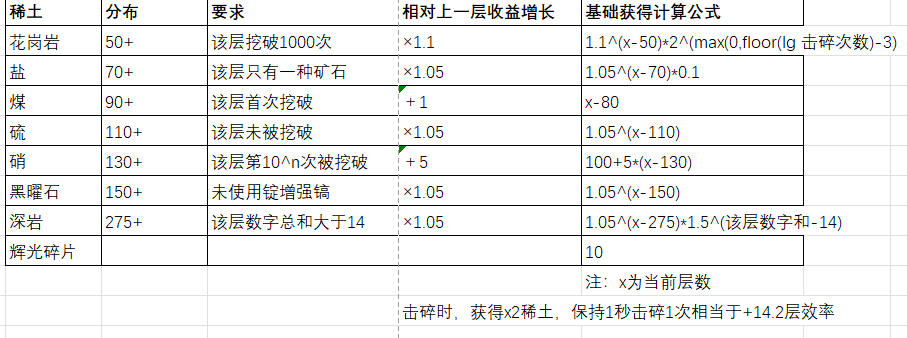 稀土 分布 要求 相对上一层收益增长 基础获得计算公式
花岗岩 50+ 该层挖破1000次 ×1.1 1.1^(x-50)*2^(max(0,floor(lg 击碎次数)-3)
盐 70+ 该层只有一种矿石 ×1.05 1.05^(x-70)*0.1
煤 90+ 该层首次挖破 +1 x-80
硫 110+ 该层未被挖破 ×1.05 1.05^(x-110)
硝 130+ 该层第10^n次被挖破 +5 100+5*(x-130)
黑曜石 150+ 未使用锭增强镐 ×1.05 1.05^(x-150)
深岩 275+ 该层数字总和大于14 ×1.05 1.05^(x-275)*1.5^(该层数字和-14)
辉光碎片 10
注：x为当前层数
击碎时，获得x2稀土，保持1秒击碎1次相当于+14.2层效率